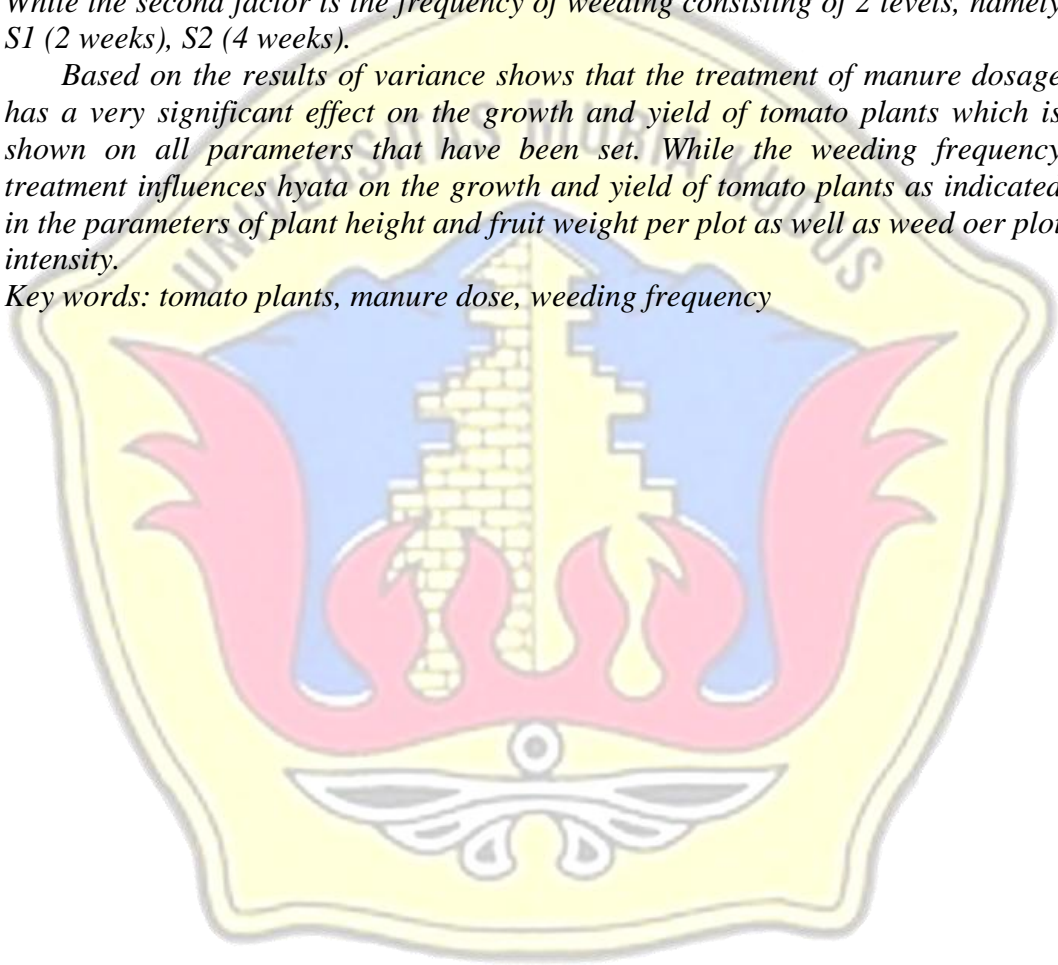 While the second factor is the frequency of weeding consisting of 2 levels, namely
S1 (2 weeks), S2 (4 weeks).
Based on the results of variance shows that the treatment of manure dosage
has a very significant effect on the growth and yield of tomato plants which is
shown on all parameters that have been set. While the weeding frequency
treatment influences hyata on the growth and yield of tomato plants as indicated
in the parameters of plant height and fruit weight per plot as well as weed oer plot
intensity.
Key words: tomato plants, manure dose, weeding frequency
UNIVERSITAS MURIA KUDUS